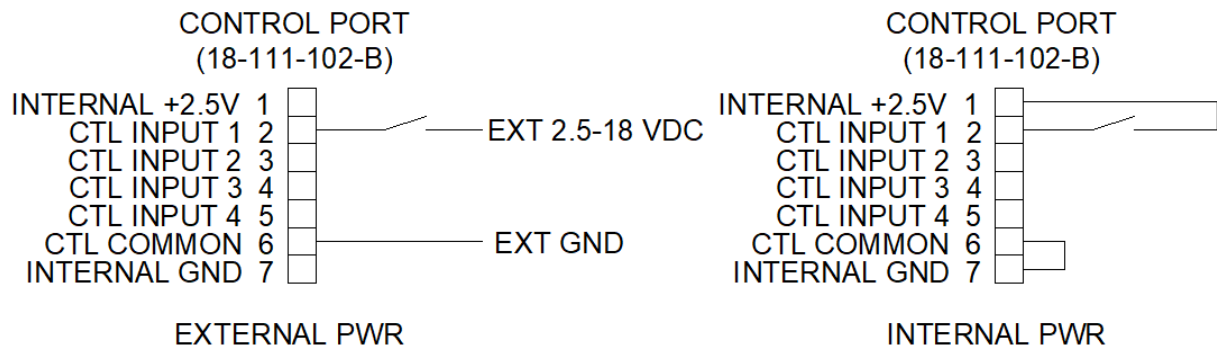 CONTROL PORT
(18-111-102-B)
INTERNAL +2.5V 1
CTL INPUT 1 2
EXT 2.5-18 VDC
CTL INPUT 2 3
CTL INPUT 3 4
CTL INPUT 4 5
CTL COMMON 6
EXT GND
INTERNAL GND 7
EXTERNAL PWR
CONTROL PORT
(18-111-102-B)
INTERNAL +2.5V 1
CTL INPUT 1 2
CTL INPUT 2 3
CTL INPUT 3 4
CTL INPUT 4 5
CTL COMMON 6
INTERNAL GND 7
INTERNAL PWR